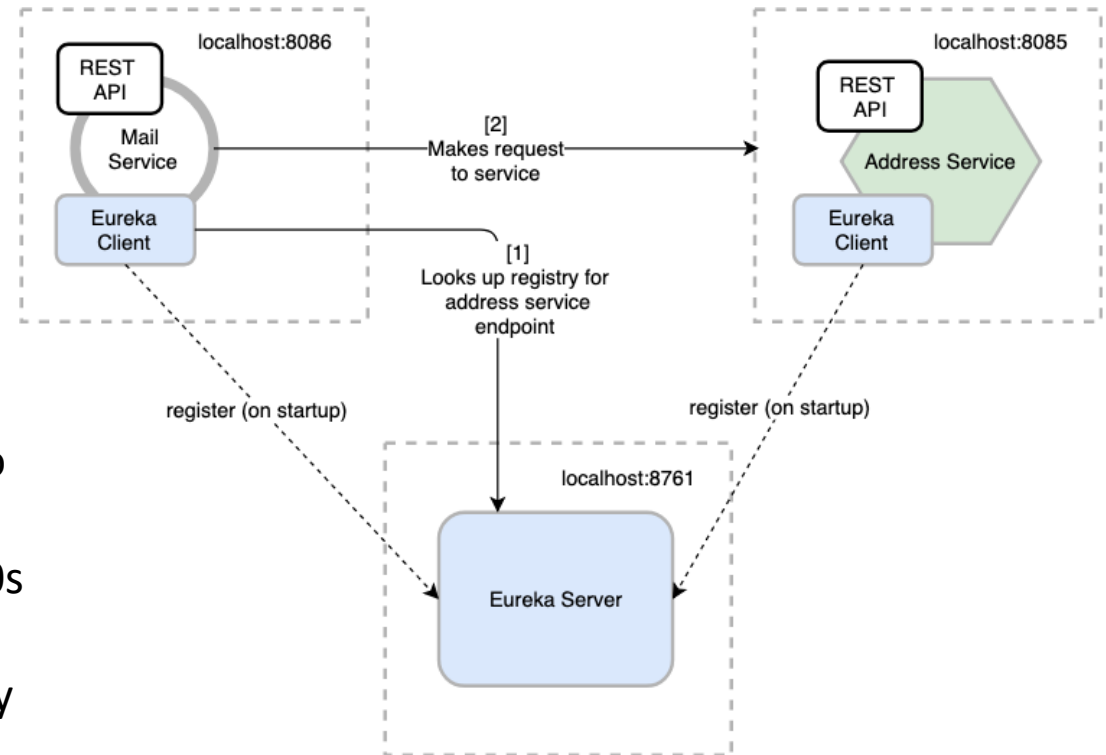 localhost:8086
REST
API
Mail
Service
Eureka
Client
[2]
Makes request
to service
localhost:8085
REST
API
Address Service
Eureka
Client
[1]
Looks up registry for
address service
endpoint
register (on startup)
register (on startup)
localhost:8761
Eureka Server